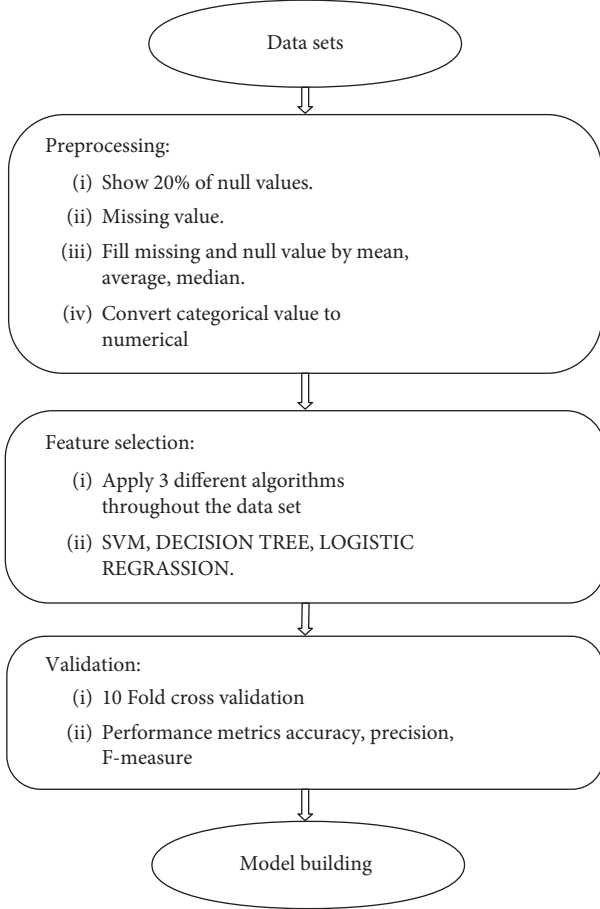 Data sets
Preprocessing:
(i) Show 20% of null values.
(ii) Missing value.
(iii) Fill missing and null value by mean,
average, median.
(iv) Convert categorical value to
numerical
Feature selection:
(i) Apply 3 different algorithms
throughout the data set
(ii) SVM, DECISION TREE, LOGISTIC
REGRASSION.
Validation:
(i) 10 Fold cross validation
(ii) Performance metrics accuracy, precision,
F-measure
Model building